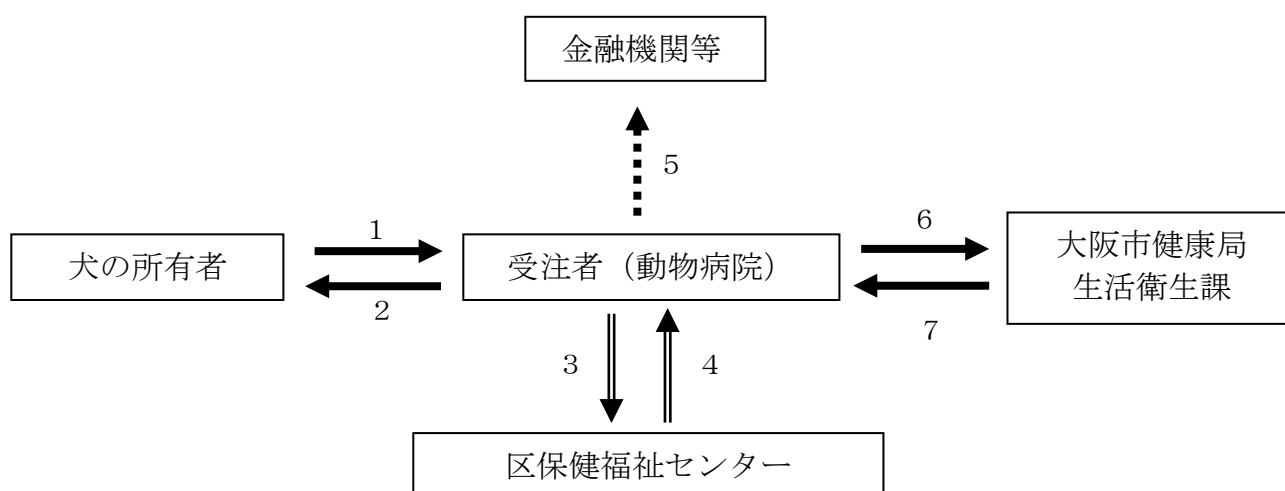 金融機関等
５
１
６
犬の所有者
受注者（動物病院）
大阪市健康局
生活衛生課
２
７
３
４
区保健福祉センター